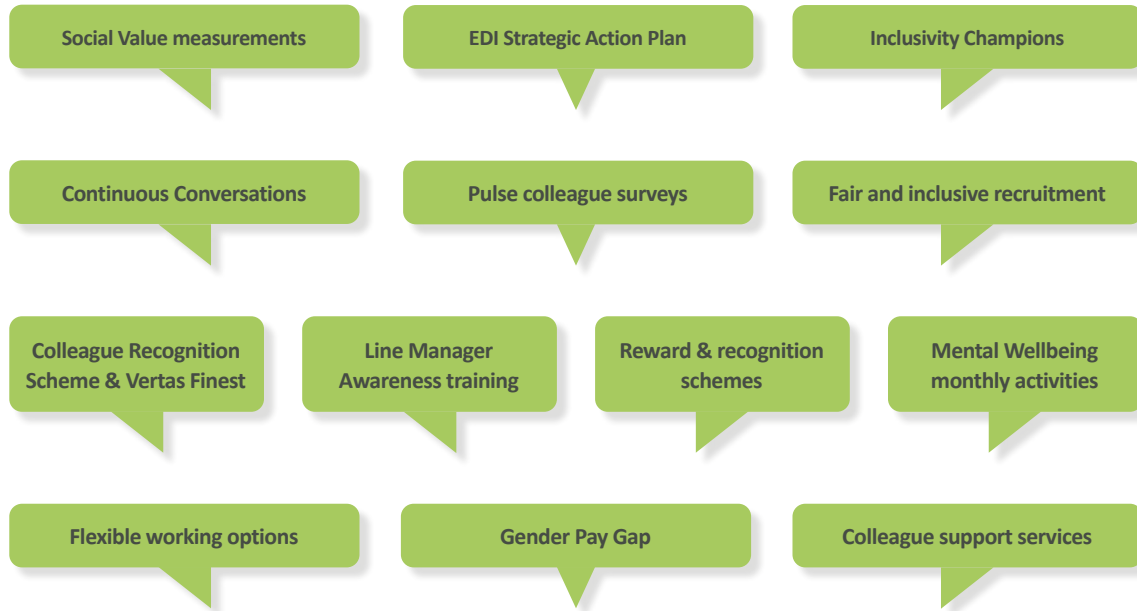 Social Value measurements
EDI Strategic Action Plan
Inclusivity Champions
Continuous Conversations
Pulse colleague surveys
Fair and inclusive recruitment
Colleague Recognition
Scheme & Vertas Finest
Line Manager
Awareness training
Reward & recognition
schemes
Mental Wellbeing
monthly activities
Flexible working options
Gender Pay Gap
Colleague support services